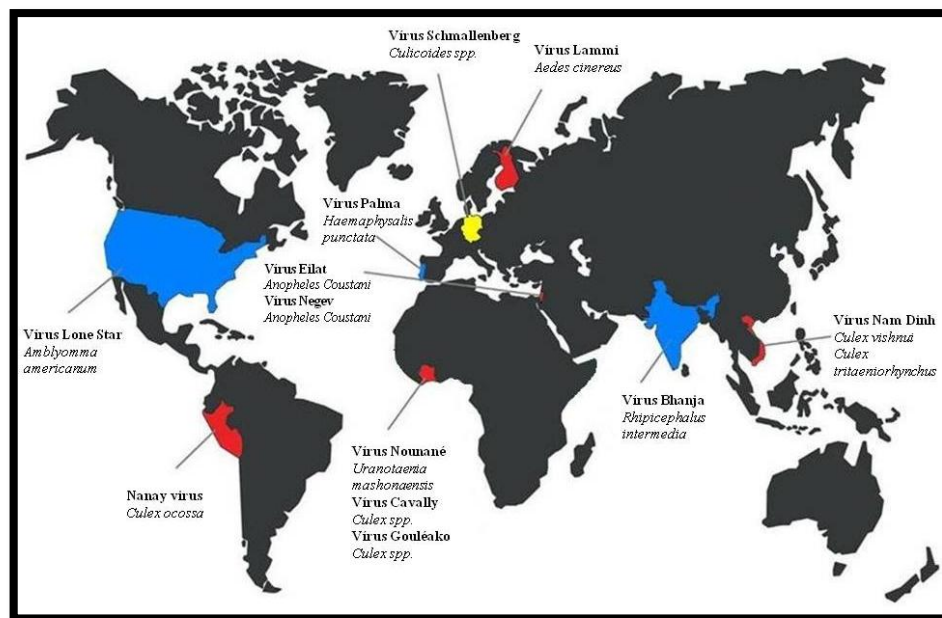 Vírus Schmallenberg
Culicoides spp.
Vírus Lammi
Aedes cinereus
Vírus Palma
Haemaphysalis
punctata
Vírus Eilat
Anopheles Coustani
Vírus Negev
Anopheles Coustani
Vírus Lone Star
Amblyomma
americanum
Vírus Nam Dinh
Culex vishnui
Culex
tritaeniorhynchus
Vírus Bhanja
Rhipicephalus
intermedia
Nanay vírus
Culex ocossa
Vírus Nounané
Uranotaenia
mashonaensis
Vírus Cavally
Culex spp.
Vírus Gouléako
Culex spp.